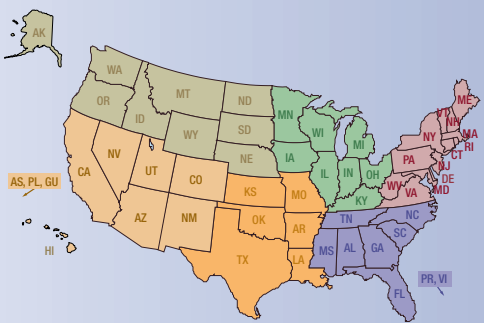 AK
WA
MT
ND
MN
ME
OR
ID
SD
WI
VT
NH
WY
MI
NY
MA
RI
NE
IA
PA
CT
NJ
NV
UT
CO
IL
IN
OH
WV
VA
DE
MD
CA
KS
MO
KY
AS, PL, GU
AZ
NM
OK
AR
TN
NC
SC
TX
LA
MS
AL
GA
HI
FL
PR, VI